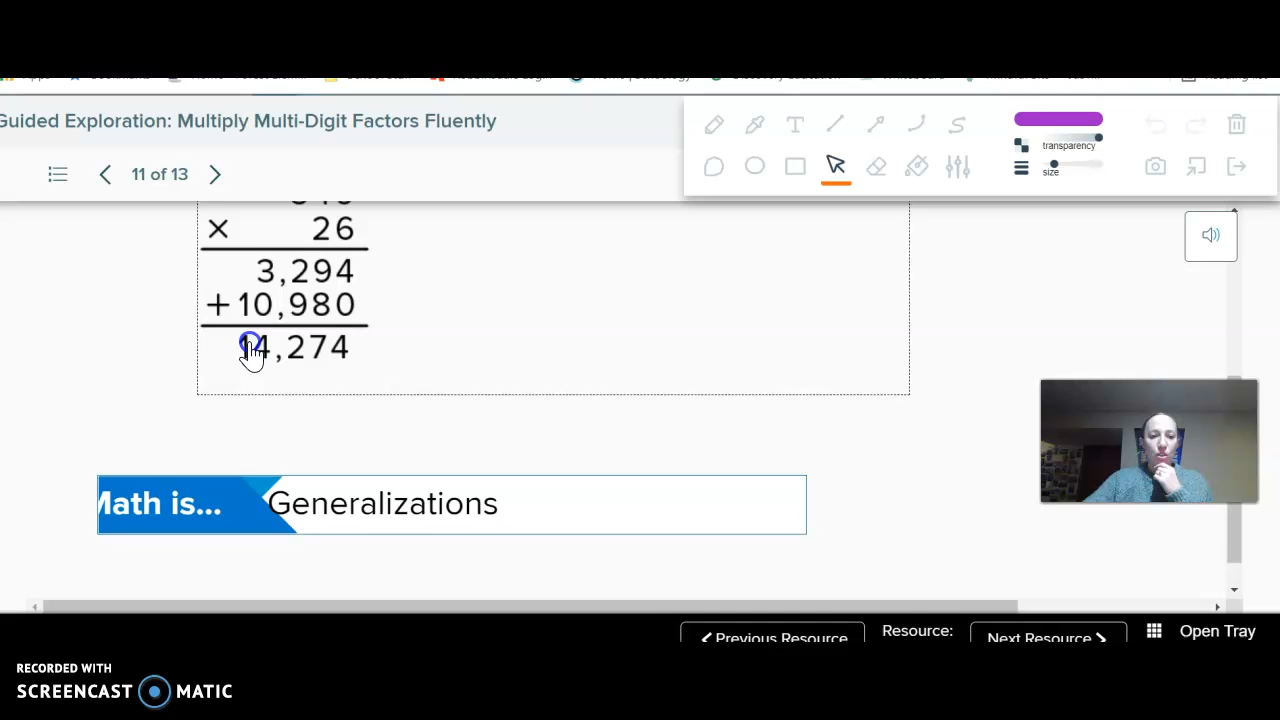 Guided Exploration: Multiply Multi-Digit Factors Fluently
transparency
size
11 of 13
× 26
3,294
+10,980
14,274
Math is... Generalizations
Previous Resource
Resource:
Next Resource
Open Tray
RECORDED WITH
SCREENCAST MATIC